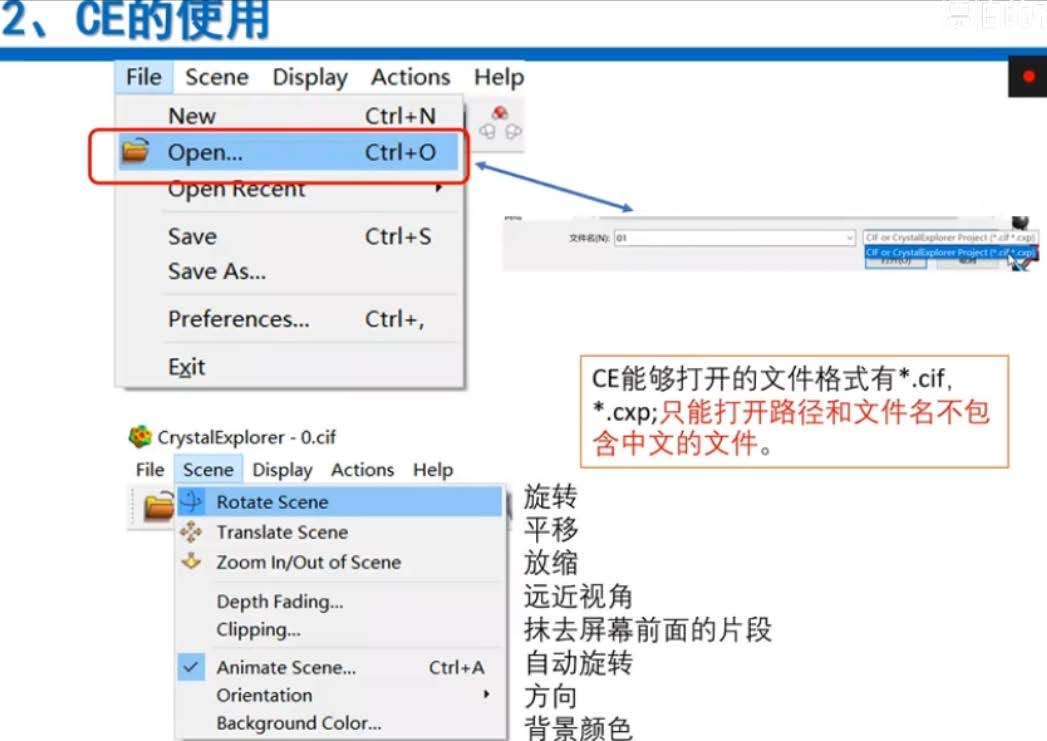 2、CE的使用
File Scene Display Actions Help
New Ctrl+N
Open... Ctrl+O
Open Recent
Save Ctrl+S
Save As...
Preferences... Ctrl+,
Exit
文件名(N): 01
CIF or CrystalExplorer Project (*.cif *.cxp)
CIF or CrystalExplorer Project (*.cif *.cxp)
打开(O) 取消
CE能够打开的文件格式有*.cif,
*.cxp;只能打开路径和文件名不包
含中文的文件。
CrystalExplorer - 0.cif
File Scene Display Actions Help
Rotate Scene 旋转
Translate Scene 平移
Zoom In/Out of Scene 放缩
Depth Fading... 远近视角
Clipping... 抹去屏幕前面的片段
Animate Scene... Ctrl+A 自动旋转
Orientation 方向
Background Color... 背景颜色